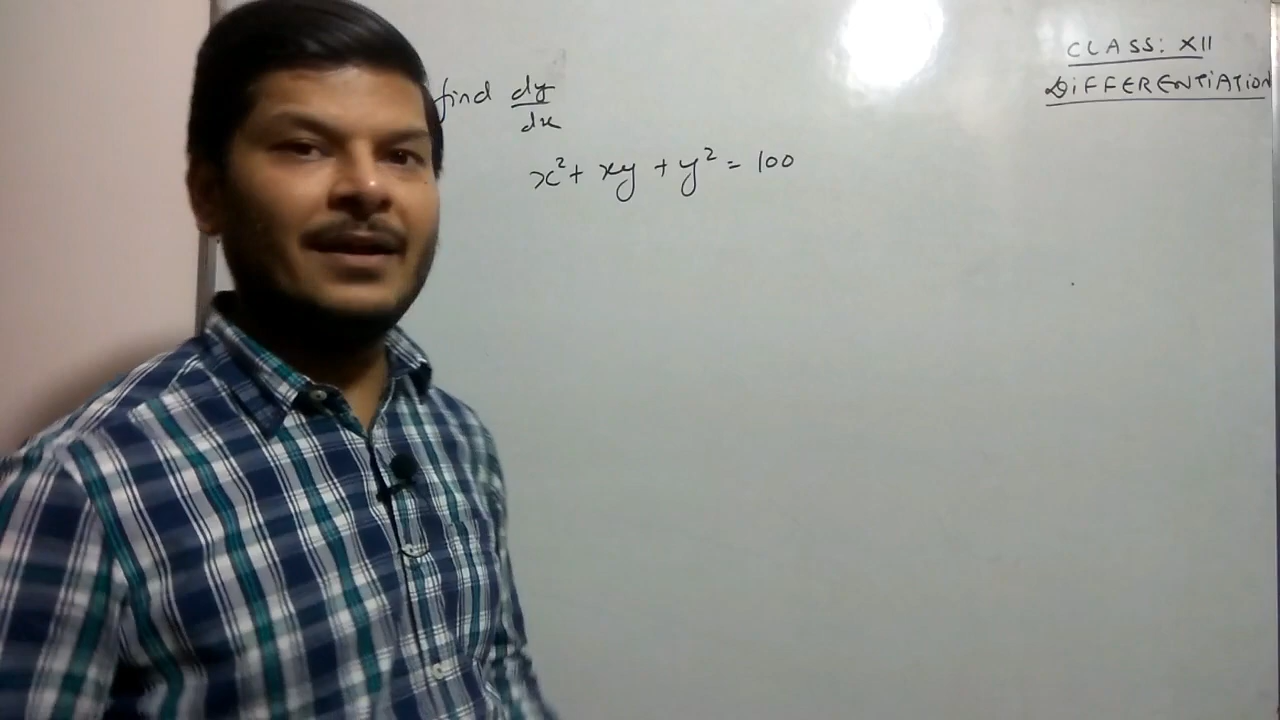 find dy/dx
x² + xy + y² = 100
CLASS: XII
DiFFERENTiATiON